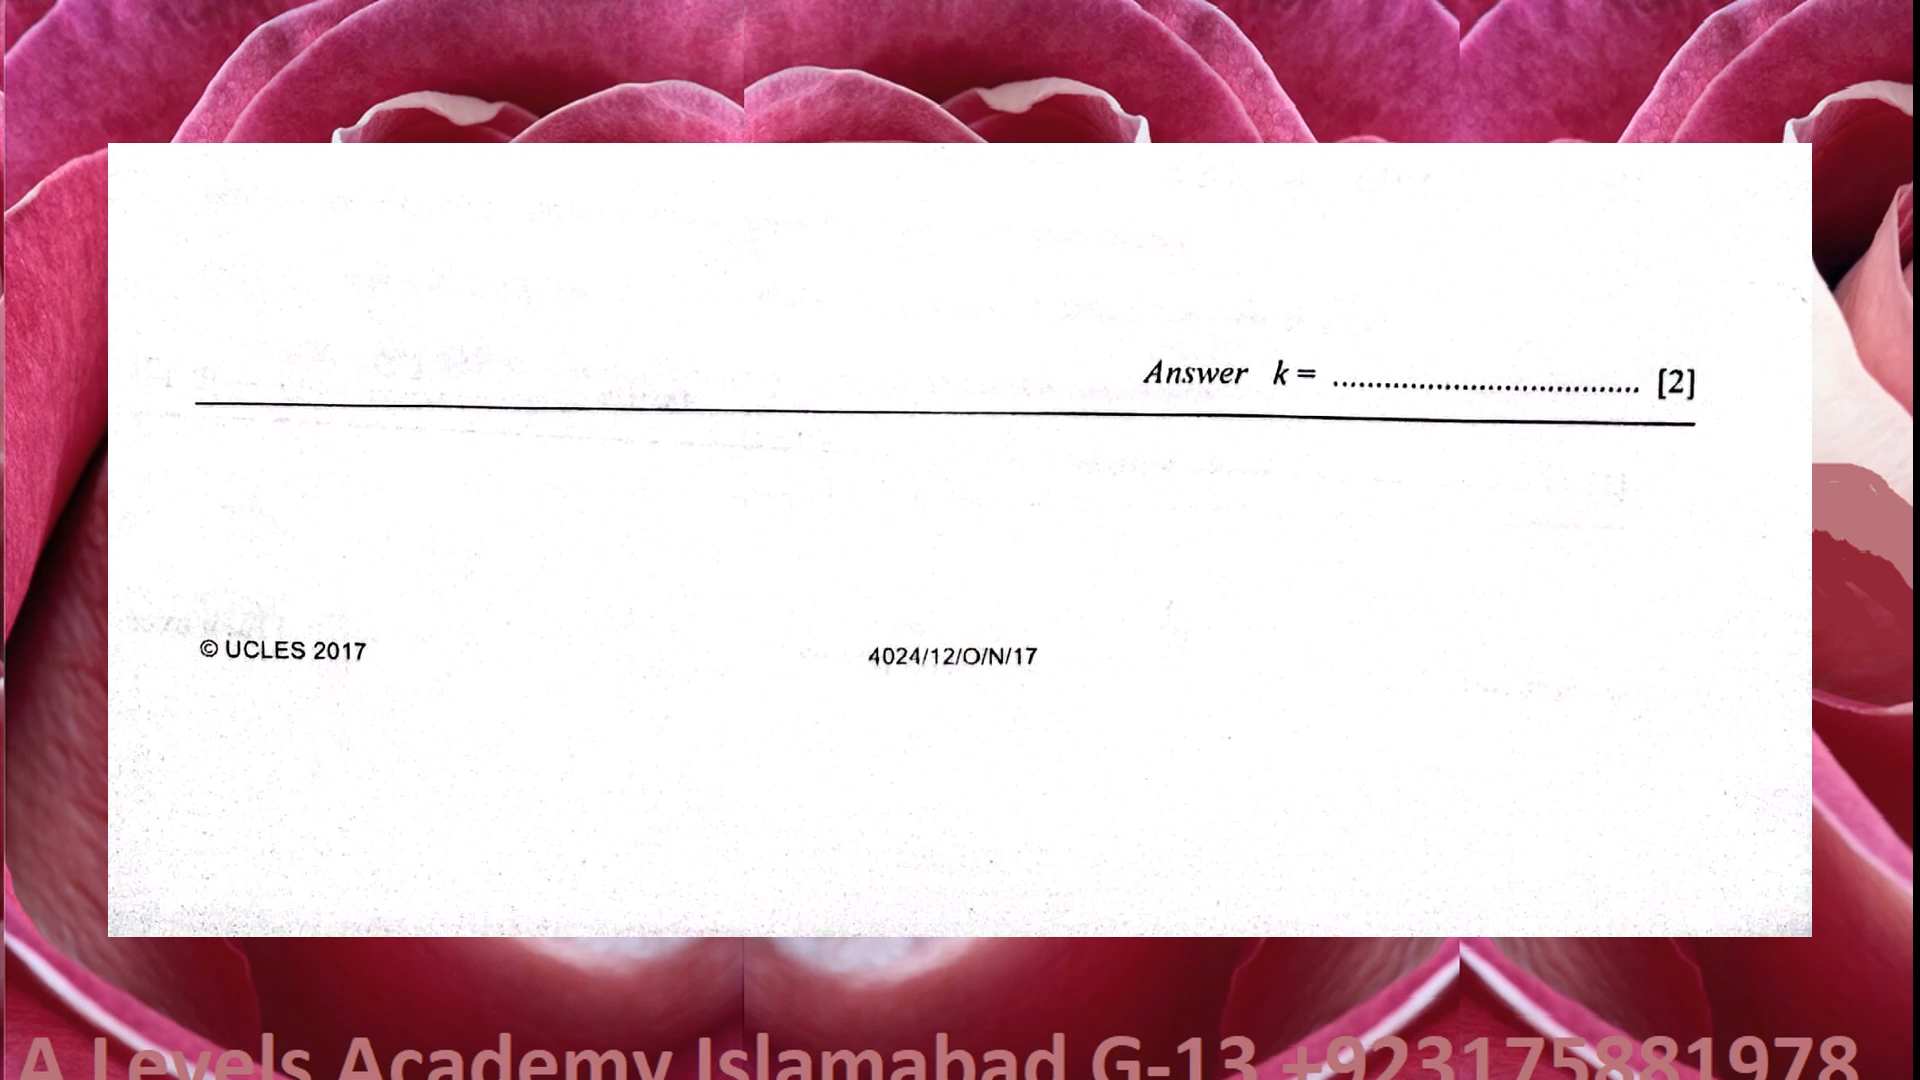 Answer k = .................................... [2]
© UCLES 2017
4024/12/O/N/17
A Levels Academy Islamabad G-13 +923175881978